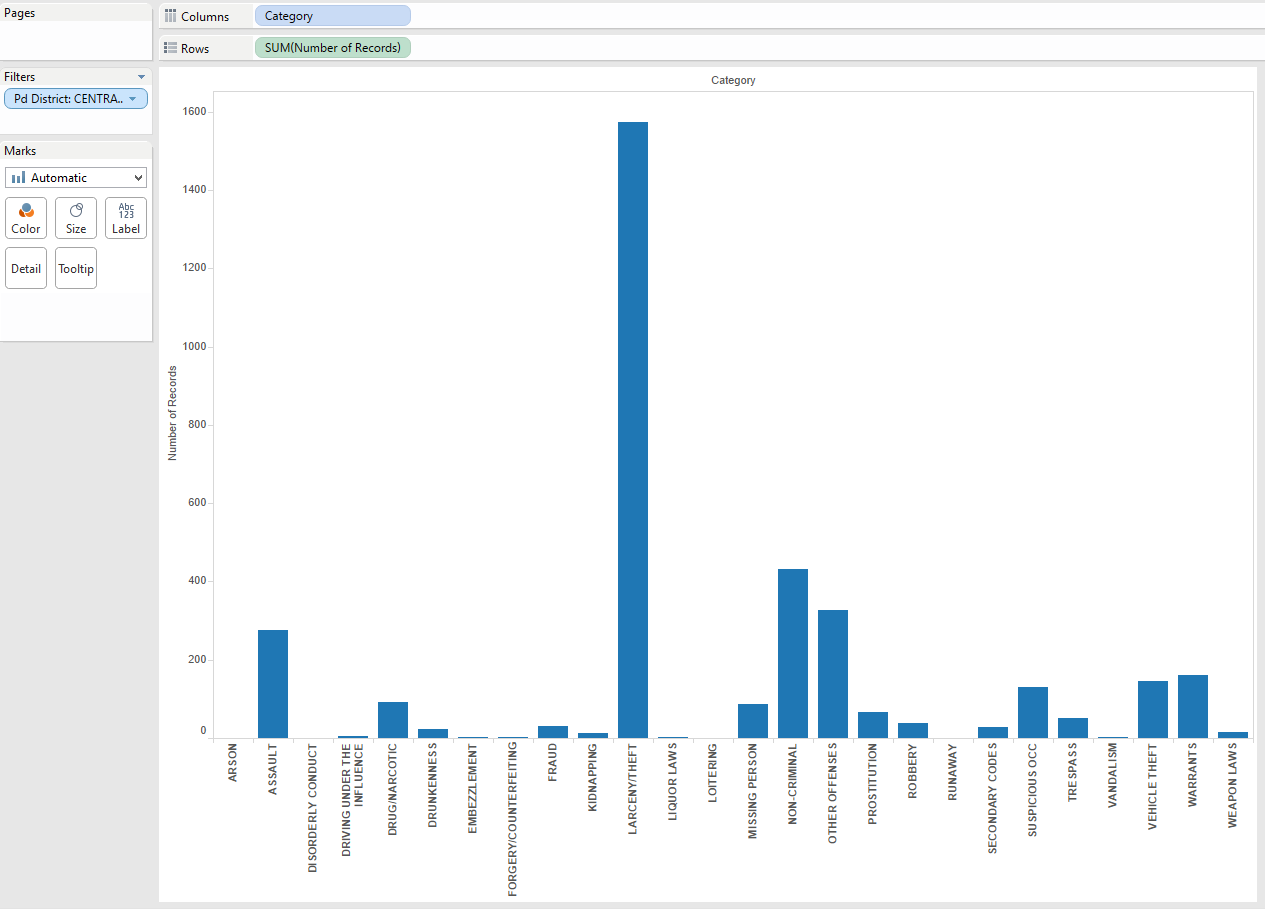 Pages
Columns
Category
Rows
SUM(Number of Records)
Filters
Pd District: CENTRA..
Marks
Automatic
Color
Size
Abc
123
Label
Detail
Tooltip
Category
Number of Records
1600
1400
1200
1000
800
600
400
200
0
ARSON
ASSAULT
DISORDERLY CONDUCT
DRIVING UNDER THE
INFLUENCE
DRUG/NARCOTIC
DRUNKENNESS
EMBEZZLEMENT
FORGERY/COUNTERFEITING
FRAUD
KIDNAPPING
LARCENY/THEFT
LIQUOR LAWS
LOITERING
MISSING PERSON
NON-CRIMINAL
OTHER OFFENSES
PROSTITUTION
ROBBERY
RUNAWAY
SECONDARY CODES
SUSPICIOUS OCC
TRESPASS
VANDALISM
VEHICLE THEFT
WARRANTS
WEAPON LAWS